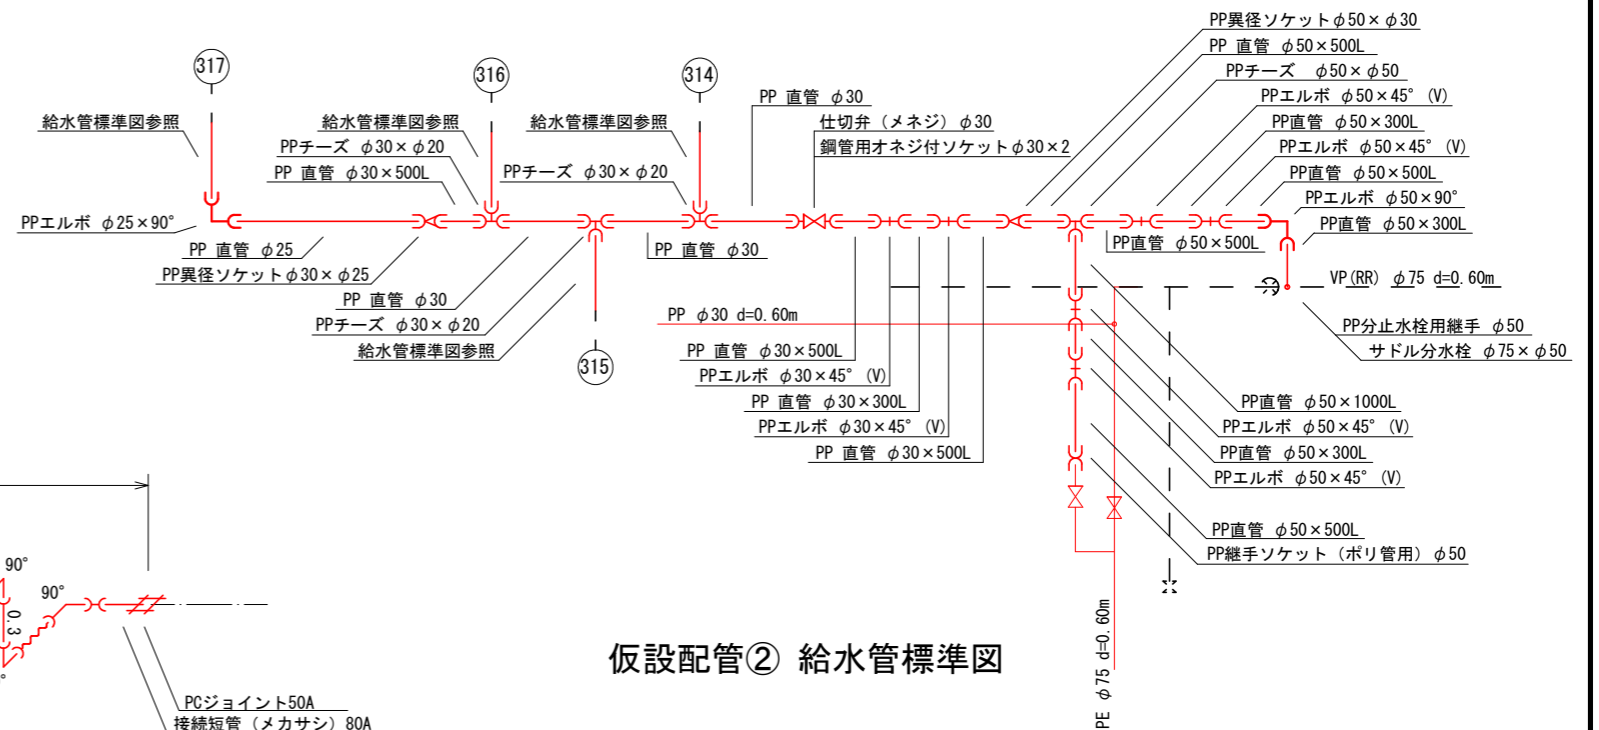 PP異径ソケットφ50×φ30
PP 直管 φ50×500L
PPチーズ φ50×φ50
PPエルボ φ50×45° (V)
PP直管 φ50×300L
PPエルボ φ50×45° (V)
PP直管 φ50×500L
PPエルボ φ50×90°
PP直管 φ50×300L
317
316
314
PP 直管 φ30
仕切弁（メネジ）φ30
鋼管用オネジ付ソケットφ30×2
給水管標準図参照
給水管標準図参照
給水管標準図参照
PPチーズ φ30×φ20
PP 直管 φ30×500L
PPチーズ φ30×φ20
PPエルボ φ25×90°
PP 直管 φ25
PP異径ソケットφ30×φ25
PP 直管 φ30
PPチーズ φ30×φ20
給水管標準図参照
315
PP 直管 φ30
PP直管 φ50×500L
VP(RR) φ75 d=0.60m
PP φ30 d=0.60m
PP 直管 φ30×500L
PPエルボ φ30×45° (V)
PP 直管 φ30×300L
PPエルボ φ30×45° (V)
PP 直管 φ30×500L
PP分止水栓用継手 φ50
サドル分水栓 φ75×φ50
PP直管 φ50×1000L
PPエルボ φ50×45° (V)
PP直管 φ50×300L
PPエルボ φ50×45° (V)
PP直管 φ50×500L
PP継手ソケット（ポリ管用）φ50
PE φ75 d=0.60m
90°
90°
0.3
仮設配管② 給水管標準図
PCジョイント50A
接続短管（メカサシ）80A